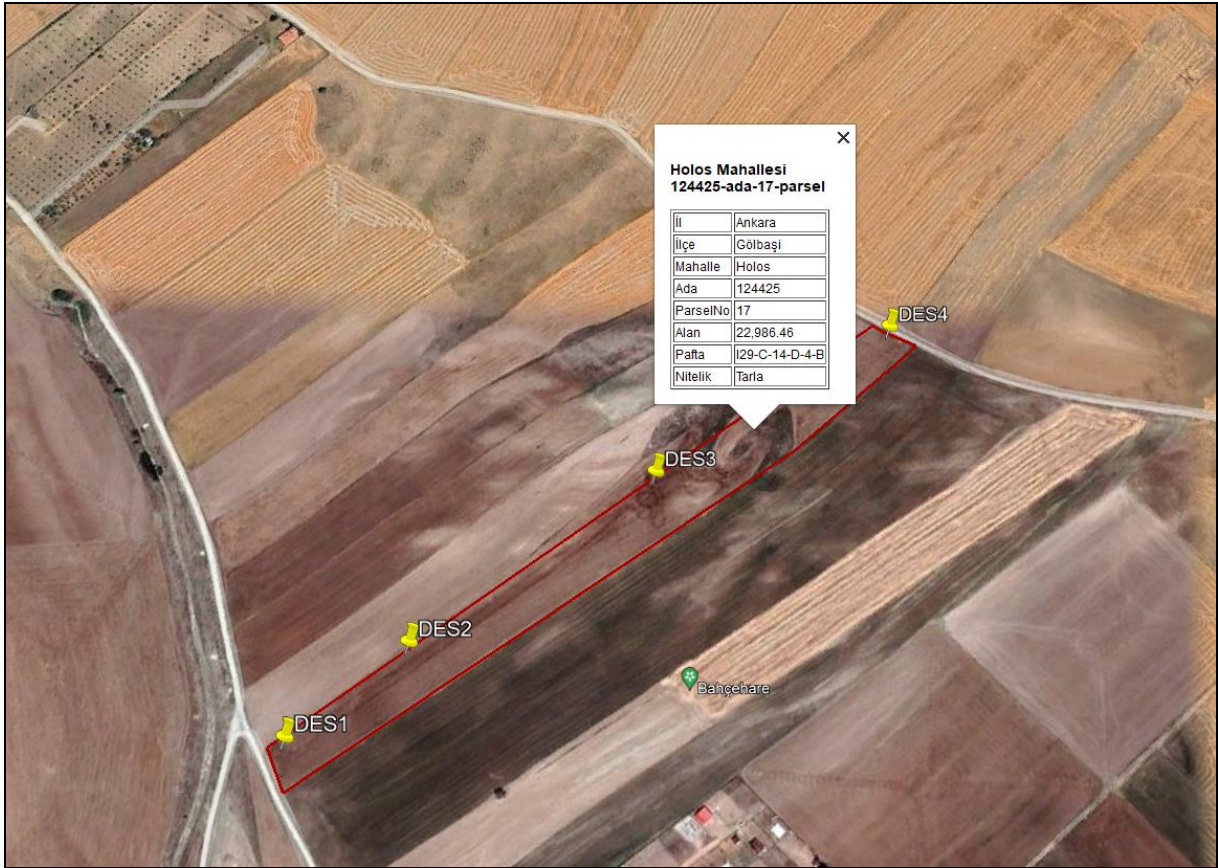 Holos Mahallesi
124425-ada-17-parsel
İl Ankara
İlçe Gölbaşi
Mahalle Holos
Ada 124425
ParselNo 17
Alan 22,986.46
Pafta I29-C-14-D-4-B
Nitelik Tarla
DES4
DES3
DES2
Bahçehare
DES1